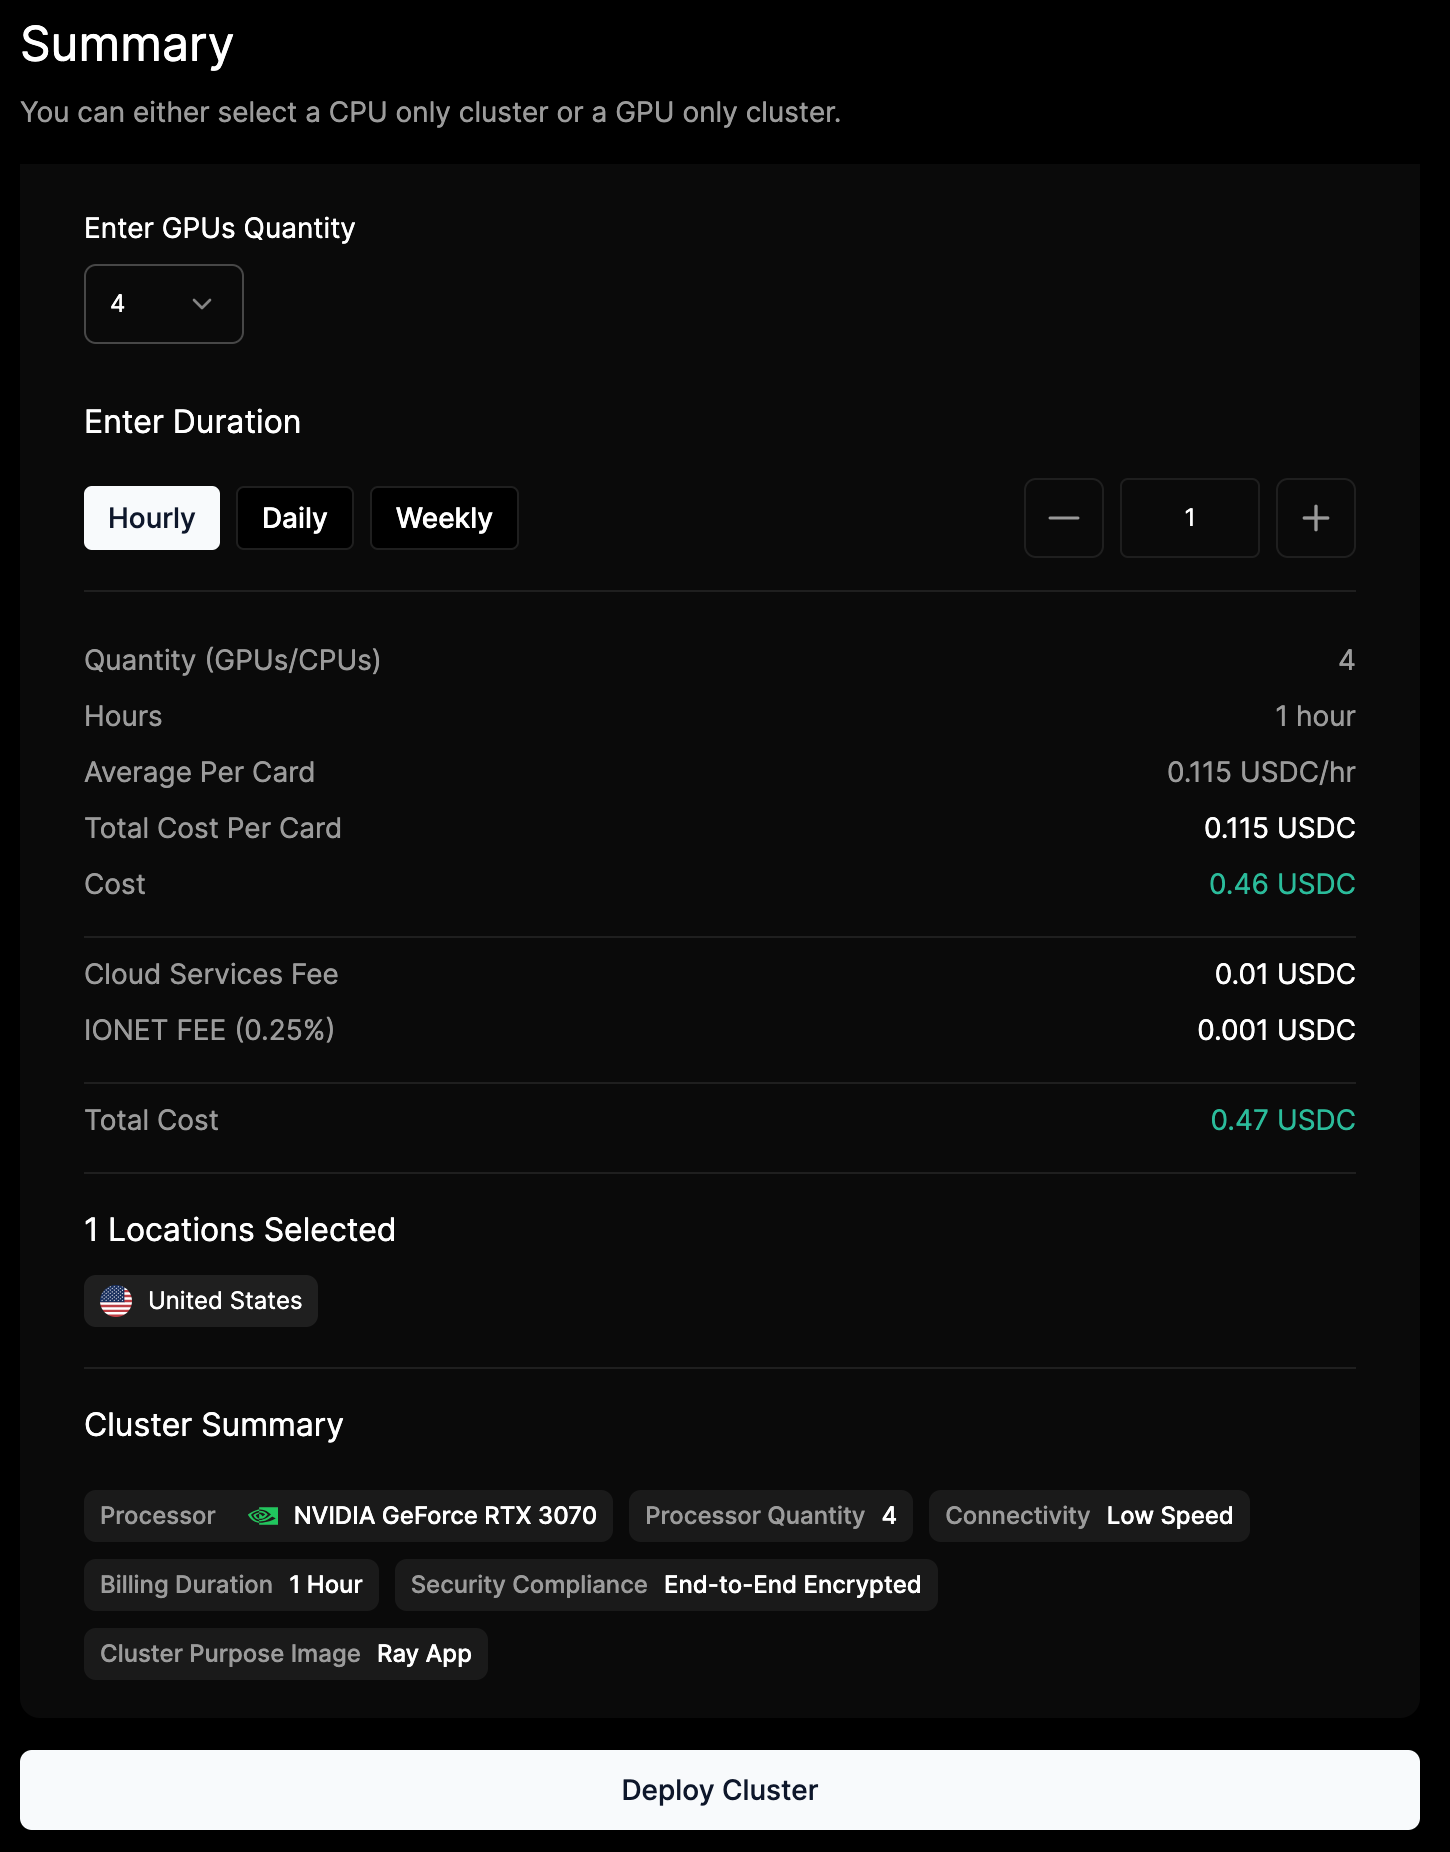 Summary
You can either select a CPU only cluster or a GPU only cluster.
Enter GPUs Quantity
4
Enter Duration
Hourly Daily Weekly 1
Quantity (GPUs/CPUs) 4
Hours 1 hour
Average Per Card 0.115 USDC/hr
Total Cost Per Card 0.115 USDC
Cost 0.46 USDC
Cloud Services Fee 0.01 USDC
IONET FEE (0.25%) 0.001 USDC
Total Cost 0.47 USDC
1 Locations Selected
United States
Cluster Summary
Processor NVIDIA GeForce RTX 3070 Processor Quantity 4 Connectivity Low Speed
Billing Duration 1 Hour Security Compliance End-to-End Encrypted
Cluster Purpose Image Ray App
Deploy Cluster